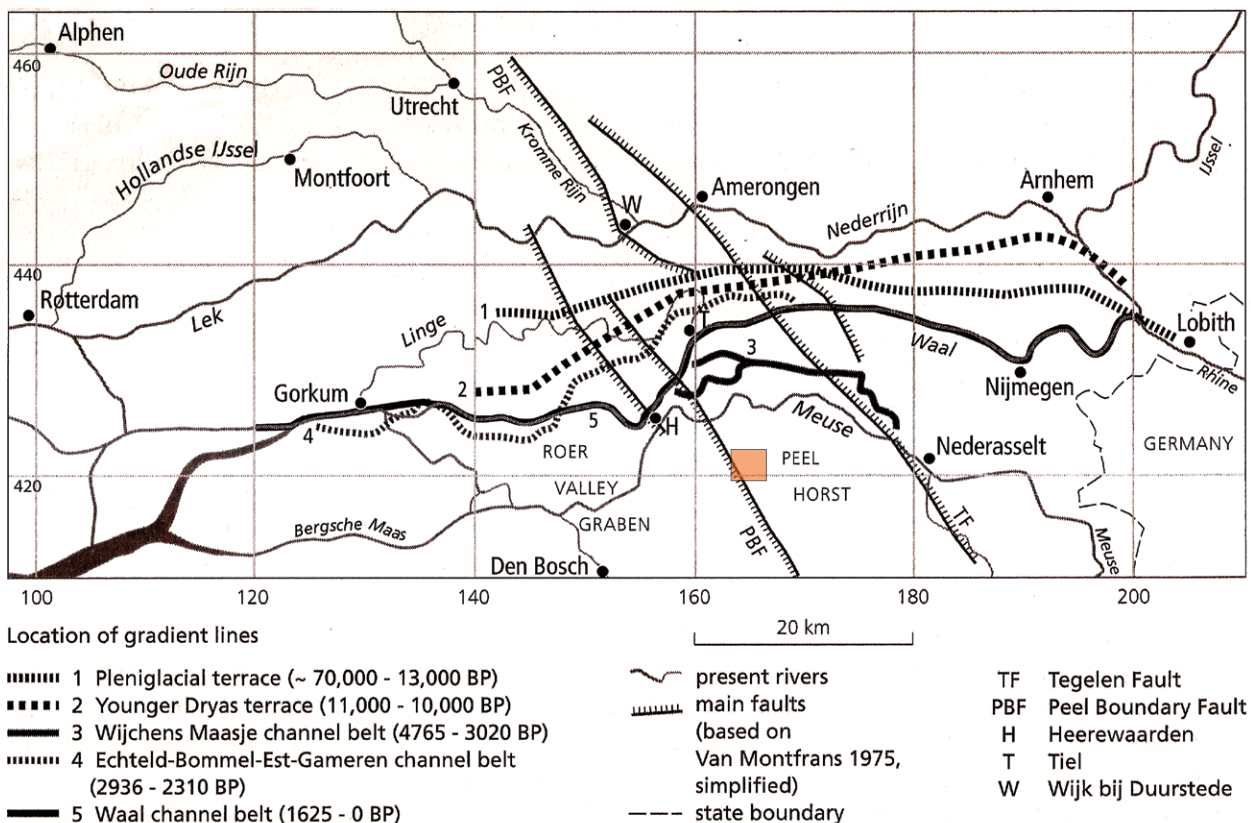 Alphen
460
Oude Rijn
PBF
Utrecht
IJssel
Hollandse IJssel
Kromme Rijn
Montfoort
Amerongen
Arnhem
W
Nederrijn
440
Rotterdam
1
Lek
Linge
T
Lobith
Waal
3
Rhine
2
Gorkum
Nijmegen
5
4
H
Meuse
ROER
PEEL
Nederasselt
GERMANY
420
VALLEY
HORST
GRABEN
TF
Bergsche Maas
PBF
Meuse
Den Bosch
100 120 140 160 180 200
Location of gradient lines
20 km
1 Pleniglacial terrace (~ 70,000 - 13,000 BP)
2 Younger Dryas terrace (11,000 - 10,000 BP)
3 Wijchens Maasje channel belt (4765 - 3020 BP)
4 Echteld-Bommel-Est-Gameren channel belt
(2936 - 2310 BP)
5 Waal channel belt (1625 - 0 BP)
present rivers
main faults
(based on
Van Montfrans 1975,
simplified)
state boundary
TF Tegelen Fault
PBF Peel Boundary Fault
H Heerewaarden
T Tiel
W Wijk bij Duurstede